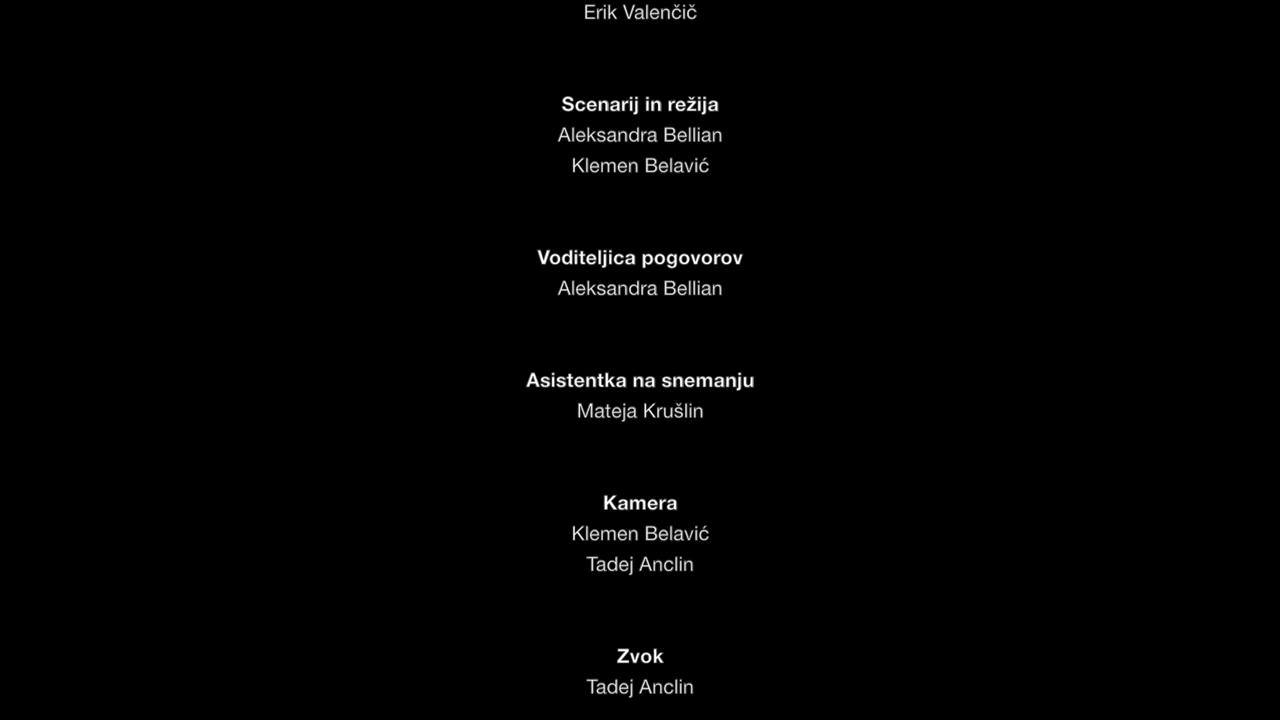 Erik Valenčič
Scenarij in režija
Aleksandra Bellian
Klemen Belavić
Voditeljica pogovorov
Aleksandra Bellian
Asistentka na snemanju
Mateja Krušlin
Kamera
Klemen Belavić
Tadej Anclin
Zvok
Tadej Anclin